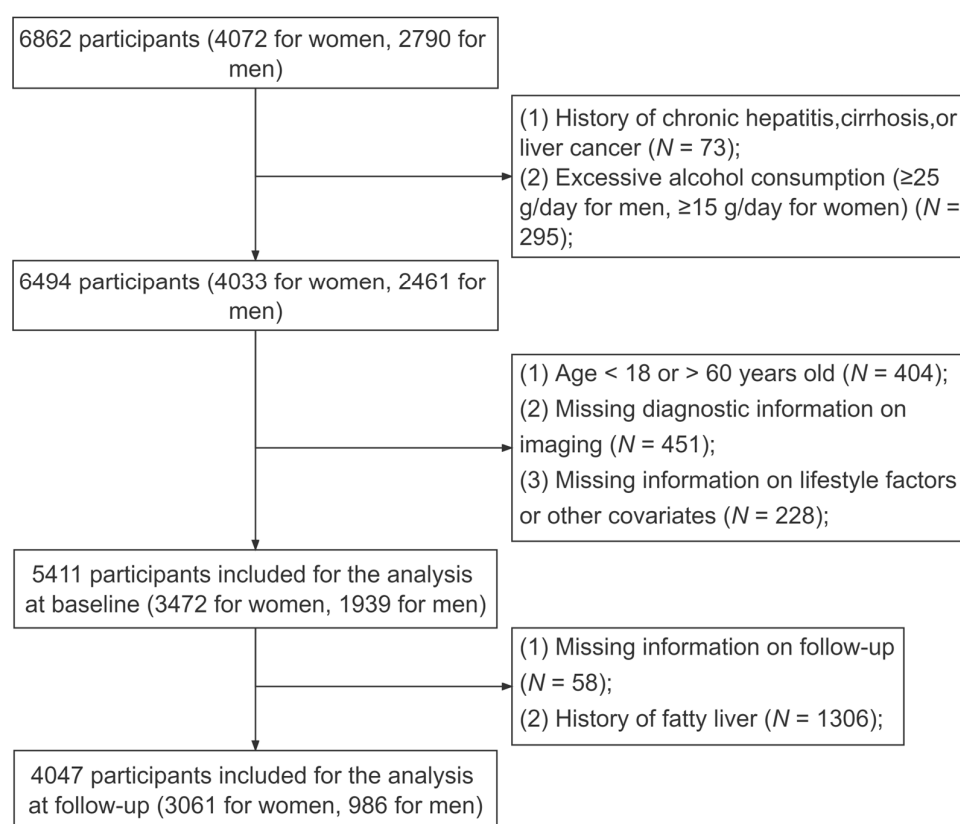 6862 participants (4072 for women, 2790 for
men)
(1) History of chronic hepatitis,cirrhosis,or
liver cancer (N = 73);
(2) Excessive alcohol consumption (≥25
g/day for men, ≥15 g/day for women) (N =
295);
6494 participants (4033 for women, 2461 for
men)
(1) Age < 18 or > 60 years old (N = 404);
(2) Missing diagnostic information on
imaging (N = 451);
(3) Missing information on lifestyle factors
or other covariates (N = 228);
5411 participants included for the analysis
at baseline (3472 for women, 1939 for men)
(1) Missing information on follow-up
(N = 58);
(2) History of fatty liver (N = 1306);
4047 participants included for the analysis
at follow-up (3061 for women, 986 for men)